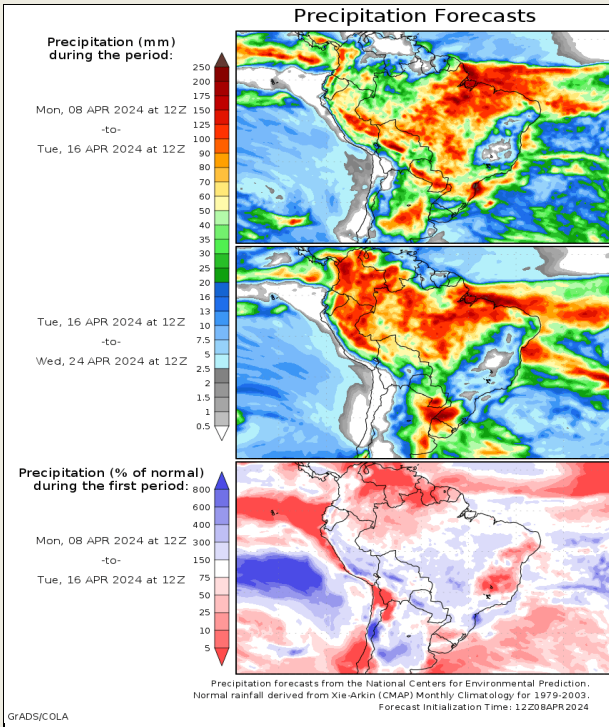 Precipitation Forecasts
Precipitation (mm)
during the period:
Mon, 08 APR 2024 at 12Z
-to-
Tue, 16 APR 2024 at 12Z
250
200
175
150
125
100
90
80
70
60
50
40
35
30
25
20
16
13
10
7.5
5
2.5
2
1.5
1
0.5
Tue, 16 APR 2024 at 12Z
-to-
Wed, 24 APR 2024 at 12Z
Precipitation (% of normal)
during the first period:
Mon, 08 APR 2024 at 12Z
-to-
Tue, 16 APR 2024 at 12Z
800
600
400
300
150
75
50
25
10
5
Precipitation forecasts from the National Centers for Environmental Prediction.
Normal rainfall derived from Xie-Arkin (CMAP) Monthly Climatology for 1979-2003.
Forecast Initialization Time: 12Z08APR2024
GrADS/COLA